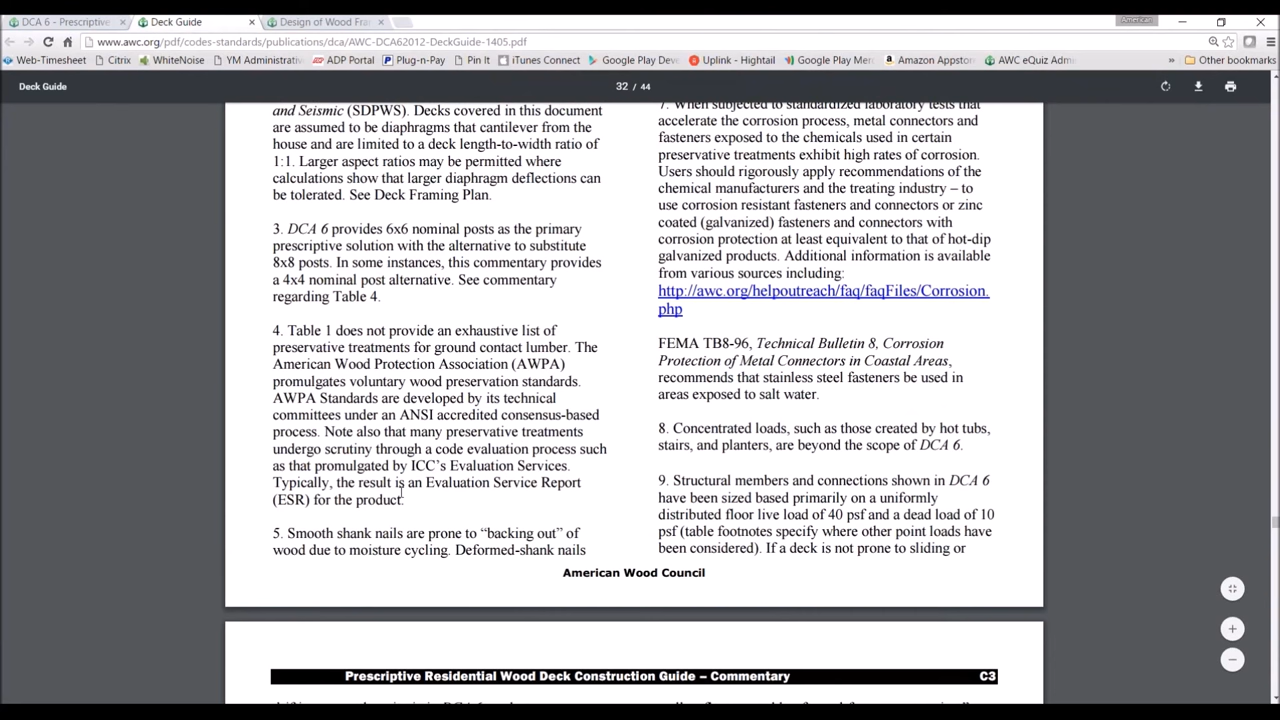 DCA 6 - Prescriptive
Deck Guide
Design of Wood Fra
American
www.awc.org/pdf/codes-standards/publications/dca/AWC-DCA62012-DeckGuide-1405.pdf
Web-Timesheet
Citrix
WhiteNoise
YM Administrativ
ADP Portal
Plug-n-Pay
Pin It
iTunes Connect
Google Play Deve
Uplink - Hightail
Google Play Merc
Amazon Appstore
AWC eQuiz Admi
»
Other bookmarks
Deck Guide
32 / 44
and Seismic (SDPWS). Decks covered in this document
are assumed to be diaphragms that cantilever from the
house and are limited to a deck length-to-width ratio of
1:1. Larger aspect ratios may be permitted where
calculations show that larger diaphragm deflections can
be tolerated. See Deck Framing Plan.
3. DCA 6 provides 6x6 nominal posts as the primary
prescriptive solution with the alternative to substitute
8x8 posts. In some instances, this commentary provides
a 4x4 nominal post alternative. See commentary
regarding Table 4.
4. Table 1 does not provide an exhaustive list of
preservative treatments for ground contact lumber. The
American Wood Protection Association (AWPA)
promulgates voluntary wood preservation standards.
AWPA Standards are developed by its technical
committees under an ANSI accredited consensus-based
process. Note also that many preservative treatments
undergo scrutiny through a code evaluation process such
as that promulgated by ICC's Evaluation Services.
Typically, the result is an Evaluation Service Report
(ESR) for the product.
5. Smooth shank nails are prone to “backing out” of
wood due to moisture cycling. Deformed-shank nails
7. When subjected to standardized laboratory tests that
accelerate the corrosion process, metal connectors and
fasteners exposed to the chemicals used in certain
preservative treatments exhibit high rates of corrosion.
Users should rigorously apply recommendations of the
chemical manufacturers and the treating industry – to
use corrosion resistant fasteners and connectors or zinc
coated (galvanized) fasteners and connectors with
corrosion protection at least equivalent to that of hot-dip
galvanized products. Additional information is available
from various sources including:
http://awc.org/helpoutreach/faq/faqFiles/Corrosion.
php
FEMA TB8-96, Technical Bulletin 8, Corrosion
Protection of Metal Connectors in Coastal Areas,
recommends that stainless steel fasteners be used in
areas exposed to salt water.
8. Concentrated loads, such as those created by hot tubs,
stairs, and planters, are beyond the scope of DCA 6.
9. Structural members and connections shown in DCA 6
have been sized based primarily on a uniformly
distributed floor live load of 40 psf and a dead load of 10
psf (table footnotes specify where other point loads have
been considered). If a deck is not prone to sliding or
American Wood Council
Prescriptive Residential Wood Deck Construction Guide – Commentary
C3